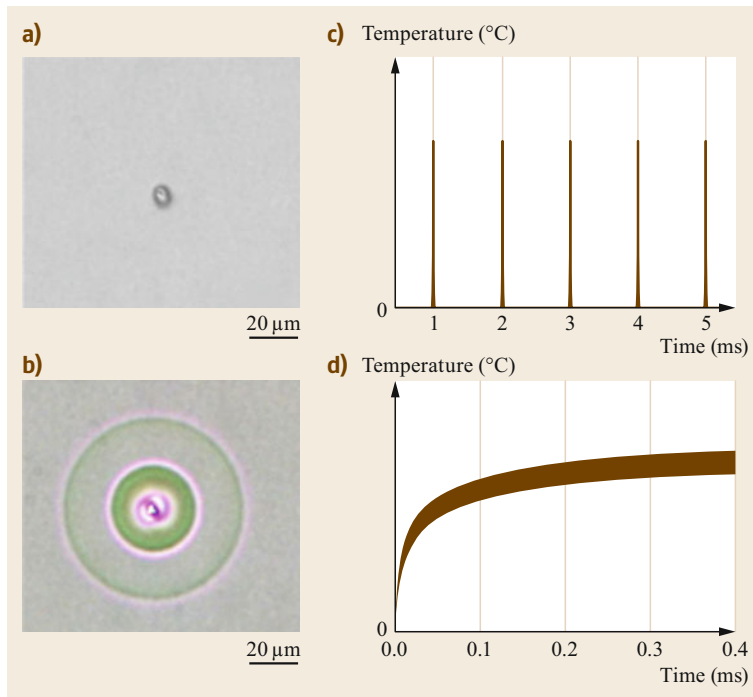 a)
20 µm
b)
20 µm
c) Temperature (°C)
0
1 2 3 4 5
Time (ms)
d) Temperature (°C)
0
0.0 0.1 0.2 0.3 0.4
Time (ms)